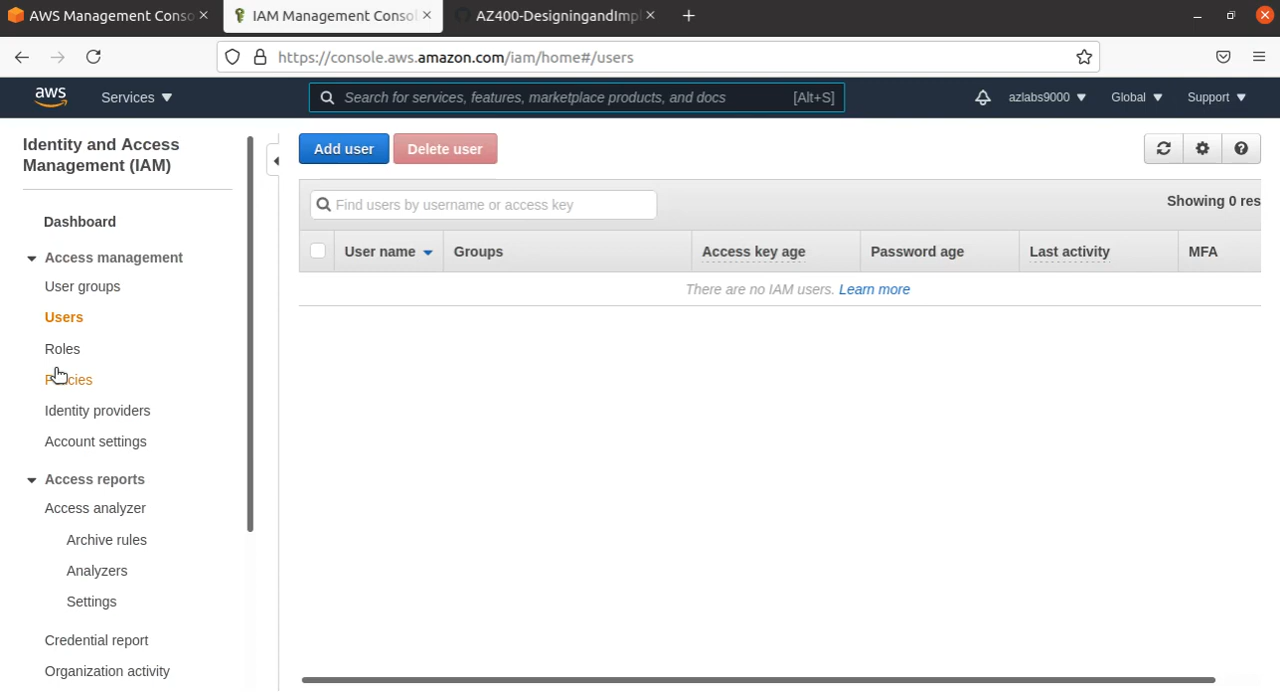 AWS Management Conso
IAM Management Consol
AZ400-DesigningandImpl
https://console.aws.amazon.com/iam/home#/users
aws
Services
Search for services, features, marketplace products, and docs
[Alt+S]
azlabs9000
Global
Support
Identity and Access
Management (IAM)
Dashboard
Access management
User groups
Users
Roles
Policies
Identity providers
Account settings
Access reports
Access analyzer
Archive rules
Analyzers
Settings
Credential report
Organization activity
Add user
Delete user
Find users by username or access key
Showing 0 res
User name
Groups
Access key age
Password age
Last activity
MFA
There are no IAM users. Learn more